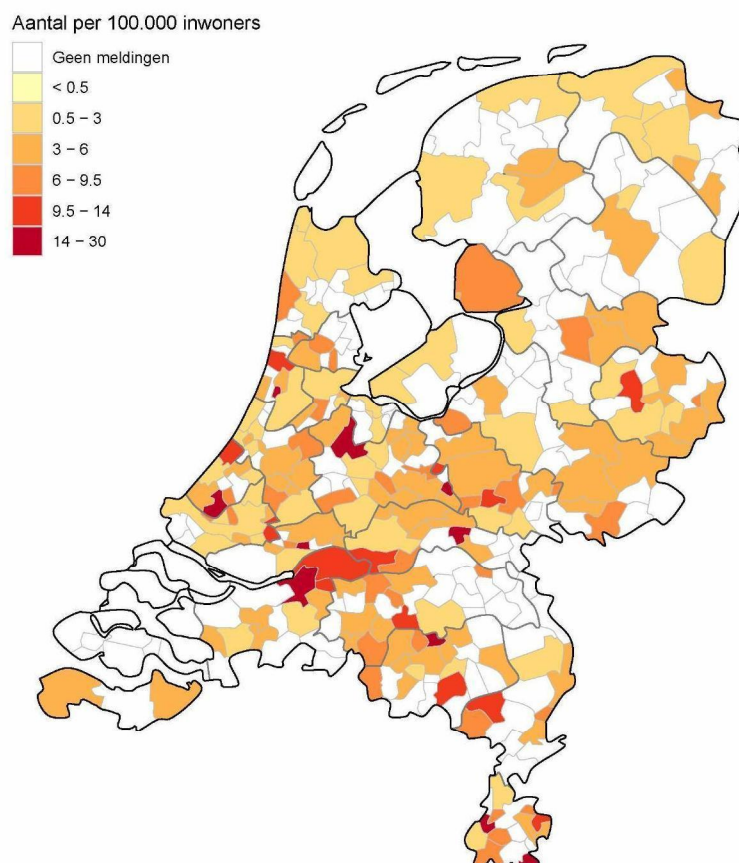 Aantal per 100.000 inwoners
Geen meldingen
< 0.5
0.5 – 3
3 – 6
6 – 9.5
9.5 – 14
14 – 30